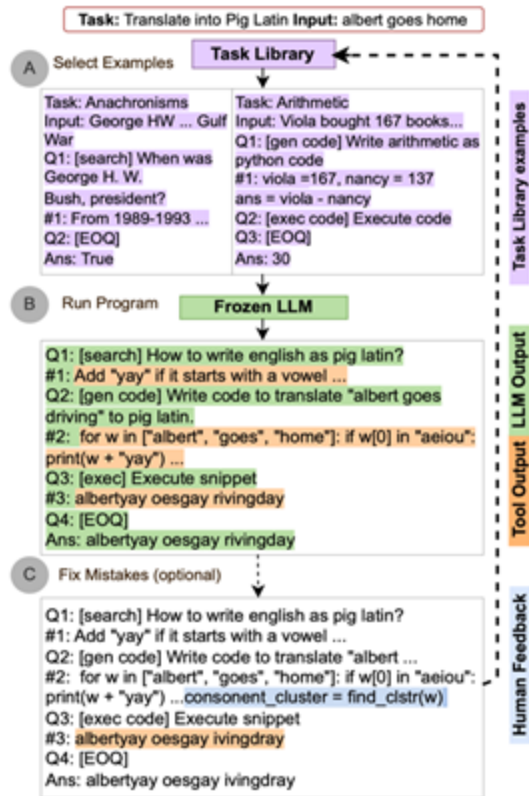 Task: Translate into Pig Latin Input: albert goes home
A
Select Examples
Task Library
Task: Anachronisms
Input: George HW ... Gulf
War
Q1: [search] When was
George H. W.
Bush, president?
#1: From 1989-1993 ...
Q2: [EOQ]
Ans: True
Task: Arithmetic
Input: Viola bought 167 books...
Q1: [gen code] Write arithmetic as
python code
#1: viola =167, nancy = 137
ans = viola - nancy
Q2: [exec code] Execute code
Q3: [EOQ]
Ans: 30
B
Run Program
Frozen LLM
Q1: [search] How to write english as pig latin?
#1: Add "yay" if it starts with a vowel ...
Q2: [gen code] Write code to translate "albert goes
driving" to pig latin.
#2: for w in ["albert", "goes", "home"]: if w[0] in "aeiou":
print(w + "yay") ...
Q3: [exec] Execute snippet
#3: albertyay oesgay rivingday
Q4: [EOQ]
Ans: albertyay oesgay rivingday
C
Fix Mistakes (optional)
Q1: [search] How to write english as pig latin?
#1: Add "yay" if it starts with a vowel ...
Q2: [gen code] Write code to translate "albert ...
#2: for w in ["albert", "goes", "home"]: if w[0] in "aeiou":
print(w + "yay") ...consonent_cluster = find_clstr(w)
Q3: [exec code] Execute snippet
#3: albertyay oesgay ivingdray
Q4: [EOQ]
Ans: albertyay oesgay ivingdray
Task Library examples
LLM Output
Tool Output
Human Feedback